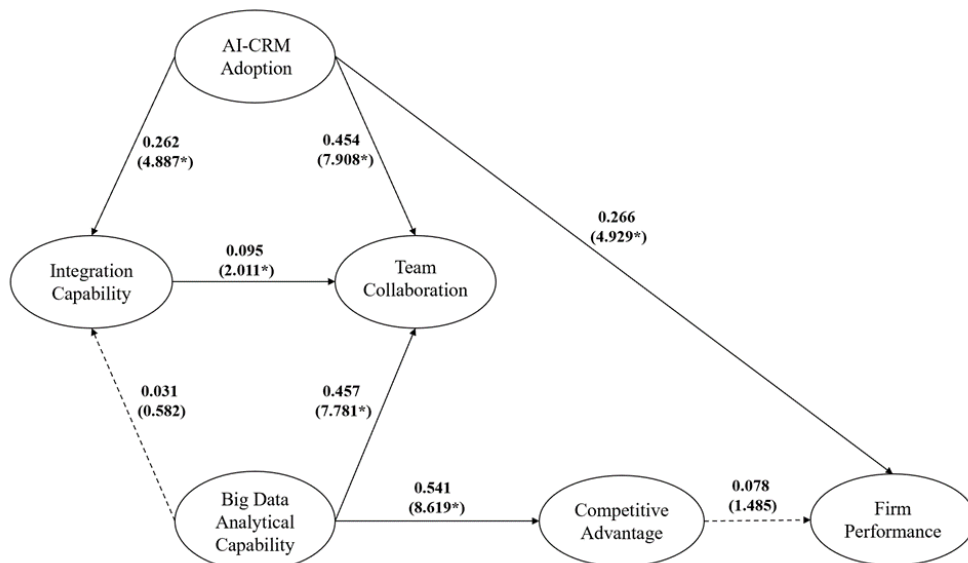 AI-CRM
Adoption
0.262
(4.887*)
0.454
(7.908*)
0.266
(4.929*)
Integration
Capability
0.095
(2.011*)
Team
Collaboration
0.031
(0.582)
0.457
(7.781*)
Big Data
Analytical
Capability
0.541
(8.619*)
Competitive
Advantage
0.078
(1.485)
Firm
Performance